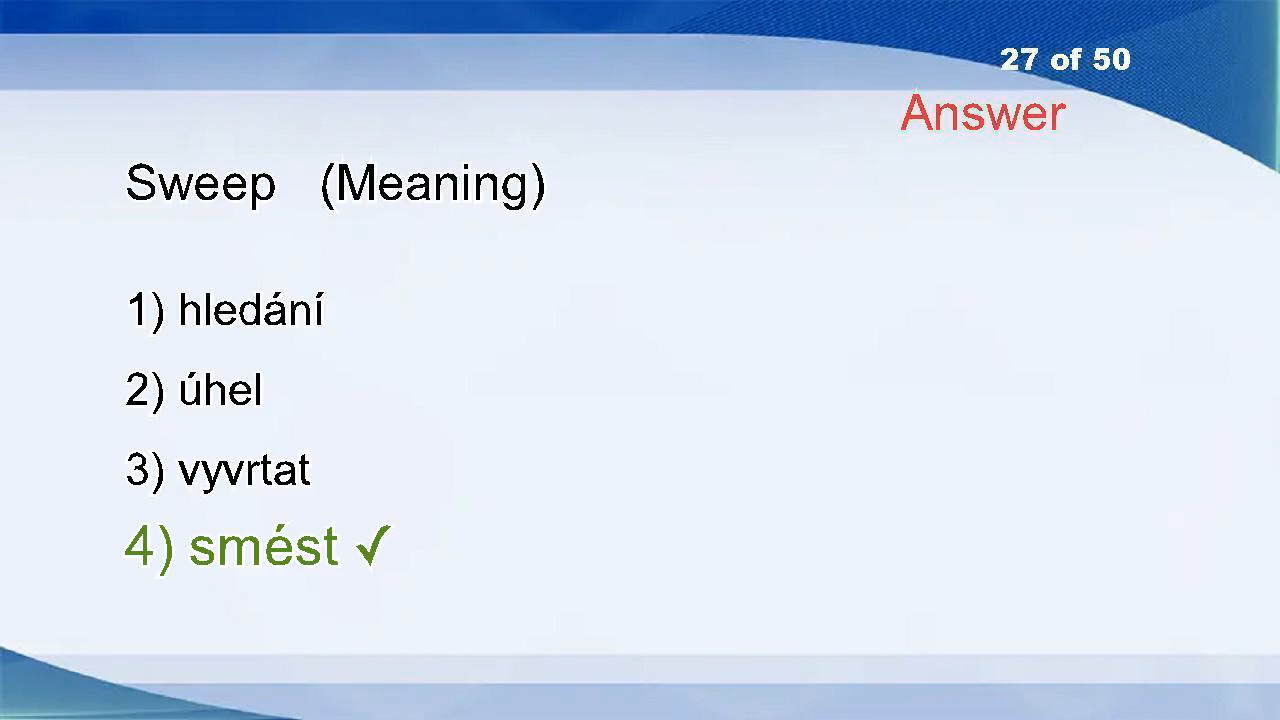 27 of 50
Answer
Sweep (Meaning)
1) hledání
2) úhel
3) vyvrtat
4) smést ✓